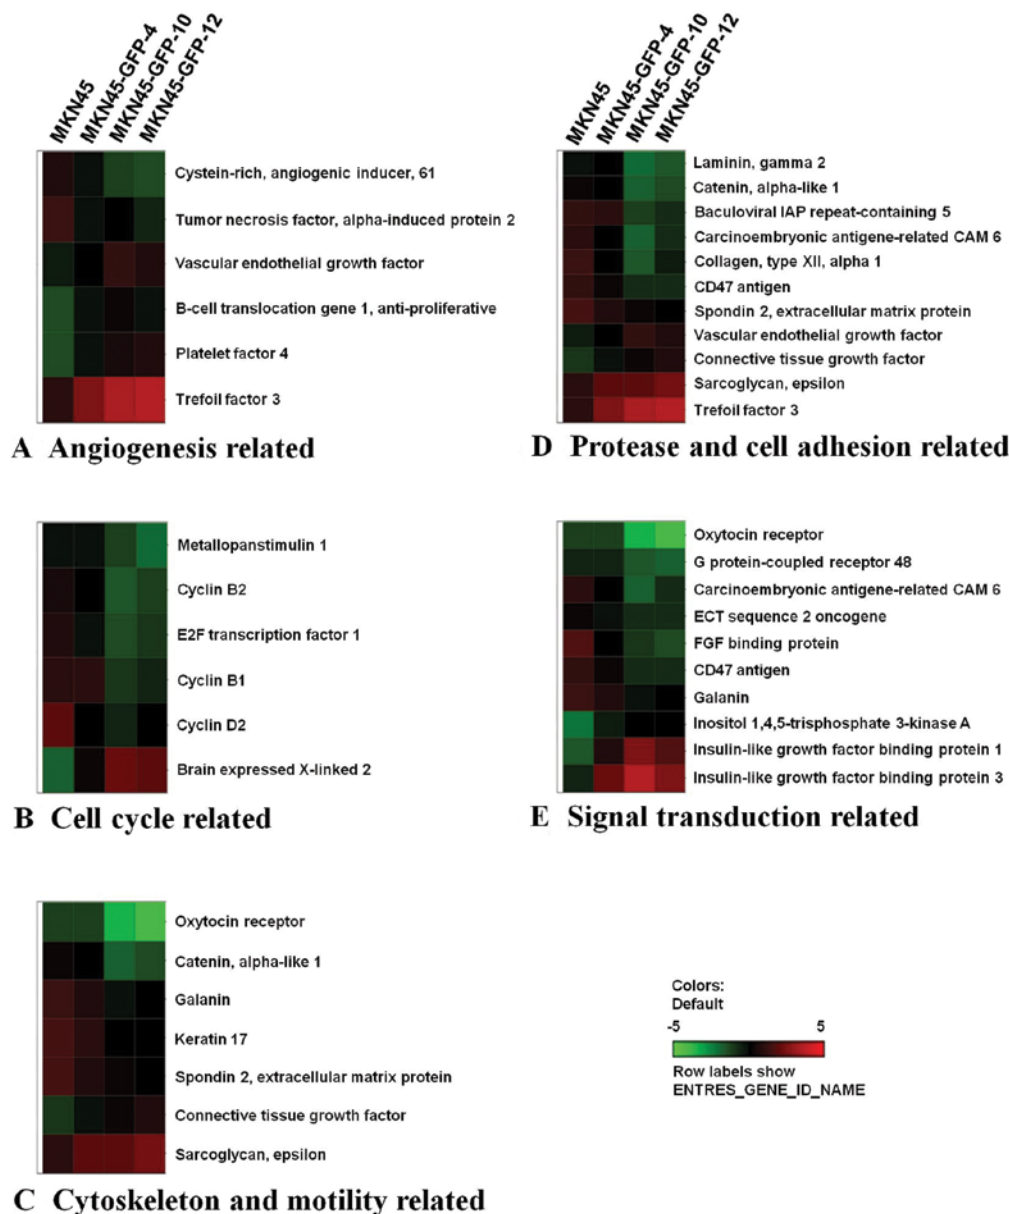 MKN45
MKN45-GFP-4
MKN45-GFP-10
MKN45-GFP-12
Cystein-rich, angiogenic inducer, 61
Tumor necrosis factor, alpha-induced protein 2
Vascular endothelial growth factor
B-cell translocation gene 1, anti-proliferative
Platelet factor 4
Trefoil factor 3
A Angiogenesis related
MKN45
MKN45-GFP-4
MKN45-GFP-10
MKN45-GFP-12
Laminin, gamma 2
Catenin, alpha-like 1
Baculoviral IAP repeat-containing 5
Carcinoembryonic antigene-related CAM 6
Collagen, type XII, alpha 1
CD47 antigen
Spondin 2, extracellular matrix protein
Vascular endothelial growth factor
Connective tissue growth factor
Sarcoglycan, epsilon
Trefoil factor 3
D Protease and cell adhesion related
Metallopanstimulin 1
Cyclin B2
E2F transcription factor 1
Cyclin B1
Cyclin D2
Brain expressed X-linked 2
B Cell cycle related
Oxytocin receptor
G protein-coupled receptor 48
Carcinoembryonic antigene-related CAM 6
ECT sequence 2 oncogene
FGF binding protein
CD47 antigen
Galanin
Inositol 1,4,5-trisphosphate 3-kinase A
Insulin-like growth factor binding protein 1
Insulin-like growth factor binding protein 3
E Signal transduction related
Oxytocin receptor
Catenin, alpha-like 1
Galanin
Keratin 17
Spondin 2, extracellular matrix protein
Connective tissue growth factor
Sarcoglycan, epsilon
C Cytoskeleton and motility related
Colors:
Default
-5 5
Row labels show
ENTRES_GENE_ID_NAME